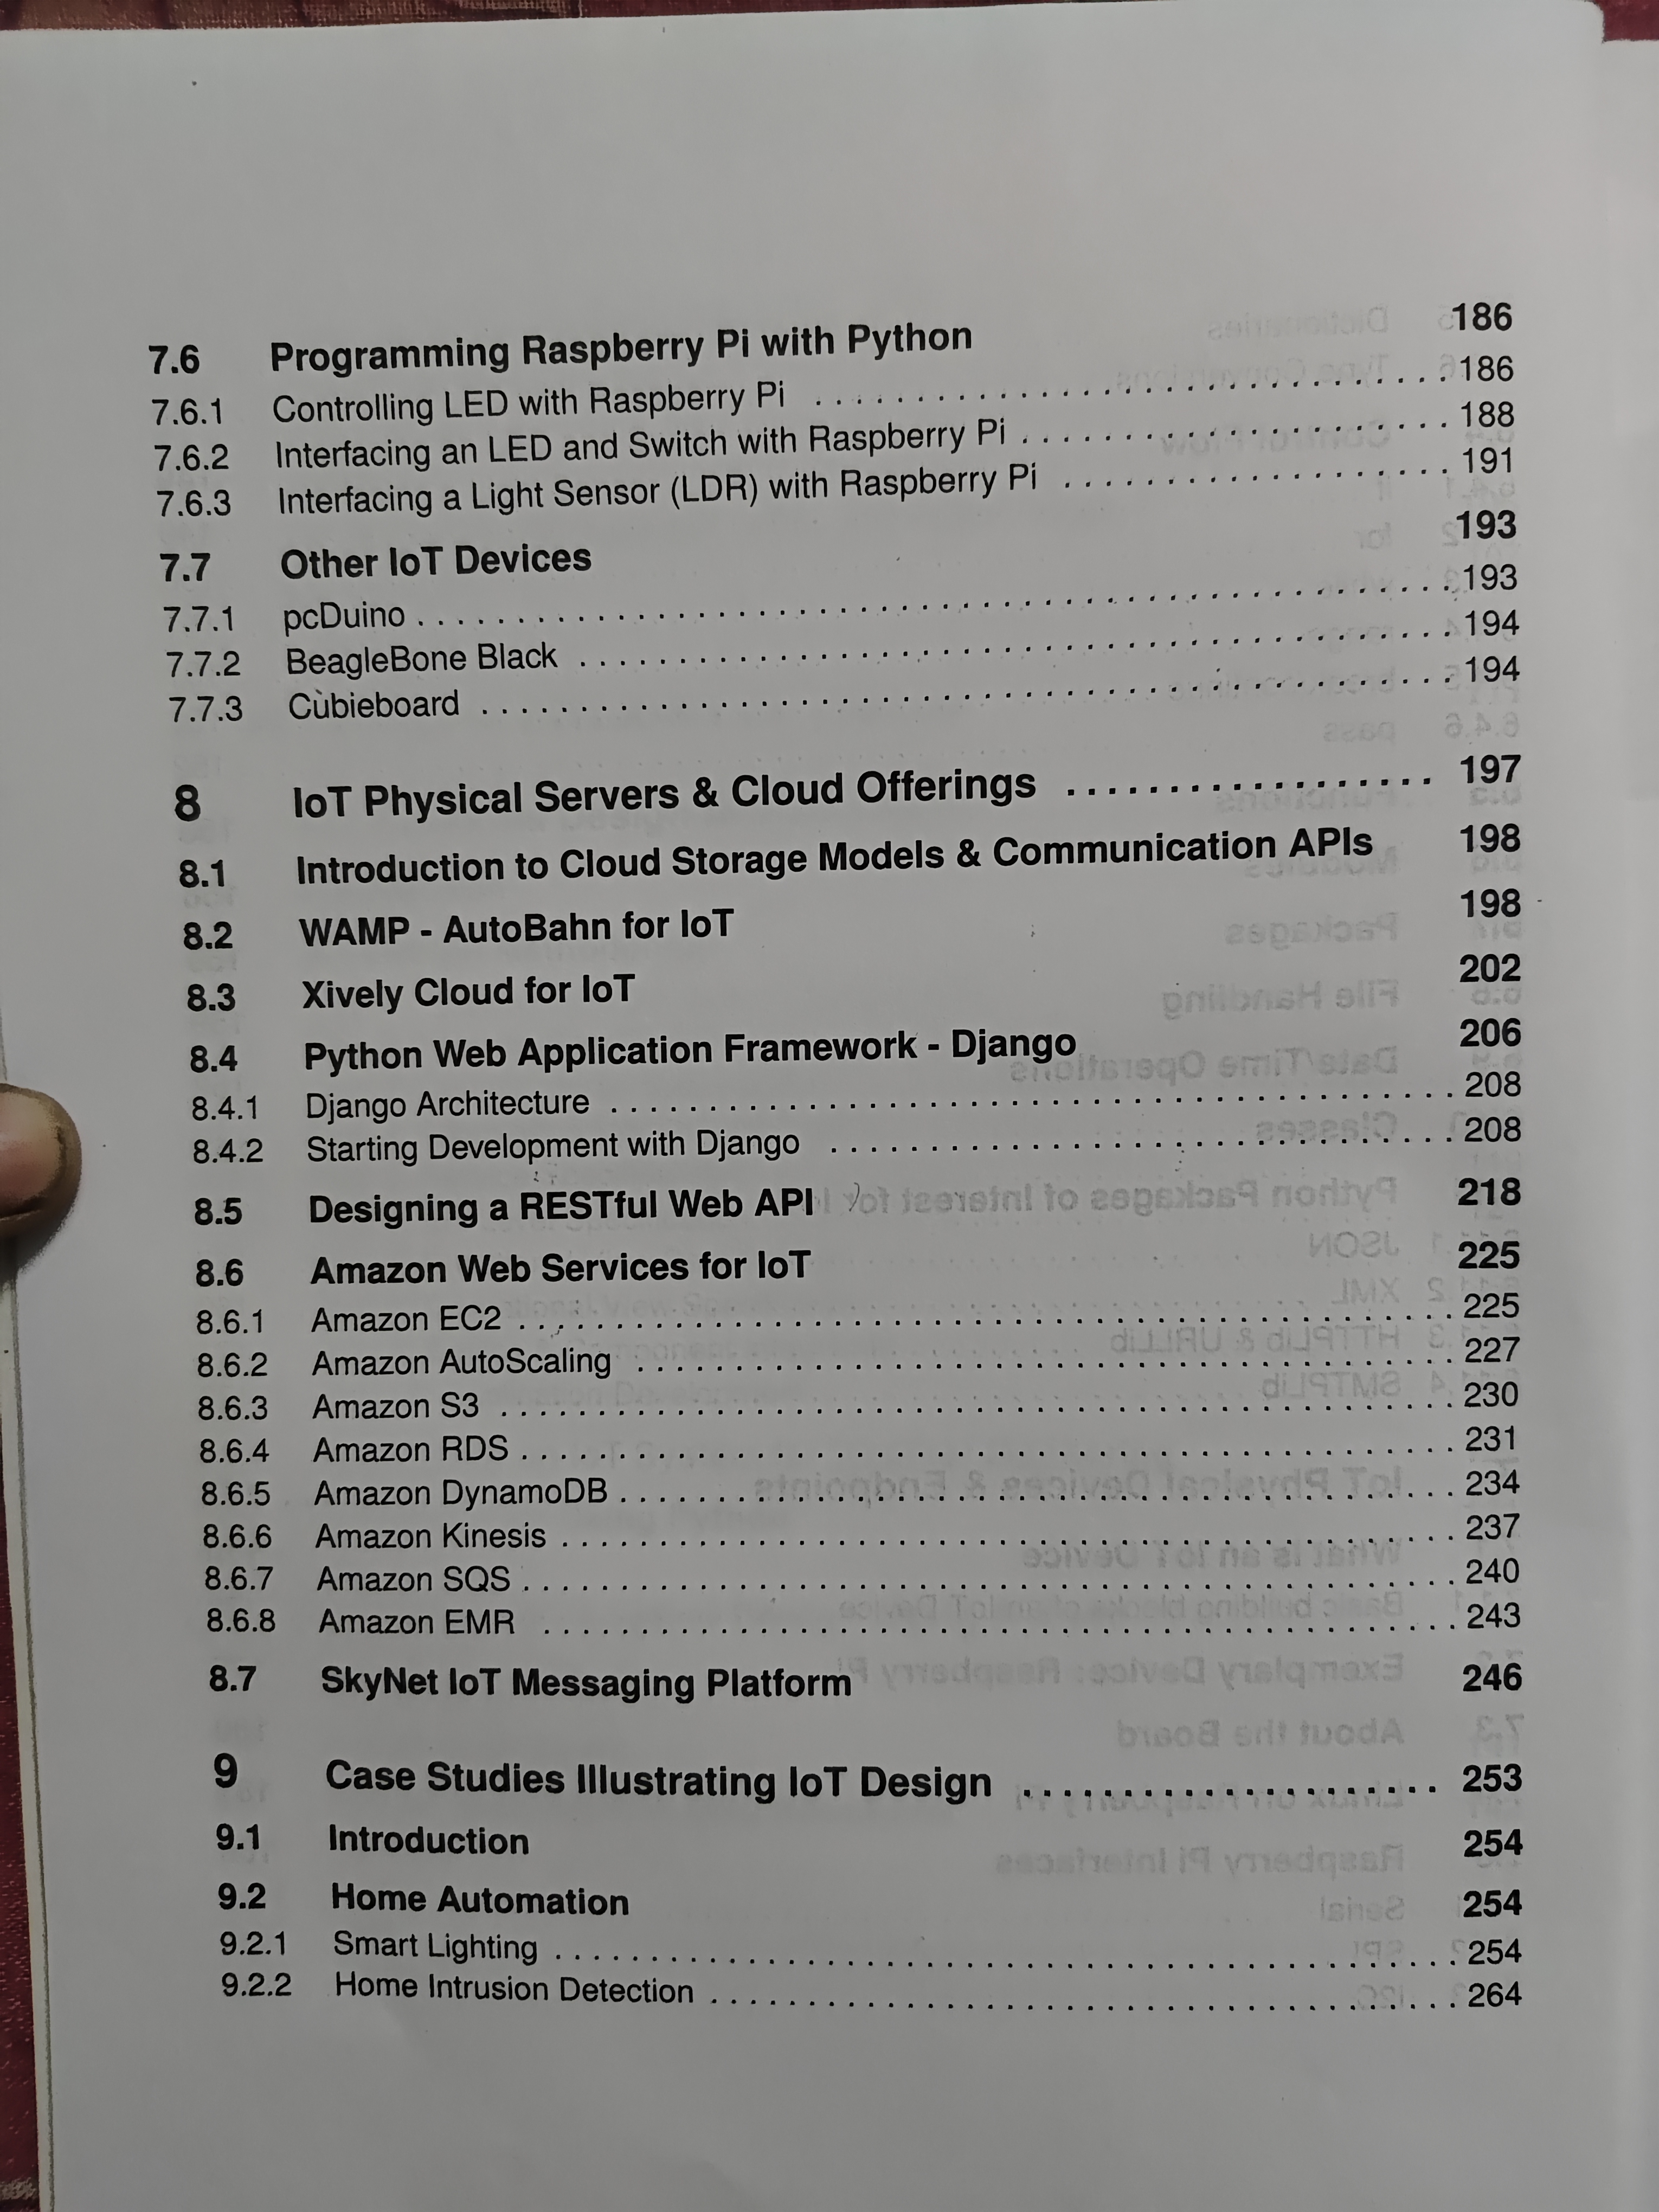 7.6 Programming Raspberry Pi with Python 186
7.6.1 Controlling LED with Raspberry Pi . . . . . . . . . . . . . . . . . . . . 186
7.6.2 Interfacing an LED and Switch with Raspberry Pi . . . . . . . . . . . . . . . . . . . . 188
7.6.3 Interfacing a Light Sensor (LDR) with Raspberry Pi . . . . . . . . . . . . . . . . . . . . 191
7.7 Other IoT Devices 193
7.7.1 pcDuino . . . . . . . . . . . . . . . . . . . . 193
7.7.2 BeagleBone Black . . . . . . . . . . . . . . . . . . . . 194
7.7.3 Cubieboard . . . . . . . . . . . . . . . . . . . . 194
8 IoT Physical Servers & Cloud Offerings . . . . . . . . . . . . . . . . . 197
8.1 Introduction to Cloud Storage Models & Communication APIs 198
8.2 WAMP - AutoBahn for IoT 198
8.3 Xively Cloud for IoT 202
8.4 Python Web Application Framework - Django 206
8.4.1 Django Architecture . . . . . . . . . . . . . . . . . . . . 208
8.4.2 Starting Development with Django . . . . . . . . . . . . . . . . . . . . 208
8.5 Designing a RESTful Web API 218
8.6 Amazon Web Services for IoT 225
8.6.1 Amazon EC2 . . . . . . . . . . . . . . . . . . . . 225
8.6.2 Amazon AutoScaling . . . . . . . . . . . . . . . . . . . . 227
8.6.3 Amazon S3 . . . . . . . . . . . . . . . . . . . . 230
8.6.4 Amazon RDS . . . . . . . . . . . . . . . . . . . . 231
8.6.5 Amazon DynamoDB . . . . . . . . . . . . . . . . . . . . 234
8.6.6 Amazon Kinesis . . . . . . . . . . . . . . . . . . . . 237
8.6.7 Amazon SQS . . . . . . . . . . . . . . . . . . . . 240
8.6.8 Amazon EMR . . . . . . . . . . . . . . . . . . . . 243
8.7 SkyNet IoT Messaging Platform 246
9 Case Studies Illustrating IoT Design . . . . . . . . . . . . . . . . . . . 253
9.1 Introduction 254
9.2 Home Automation 254
9.2.1 Smart Lighting . . . . . . . . . . . . . . . . . . . . 254
9.2.2 Home Intrusion Detection . . . . . . . . . . . . . . . . . . . . 264